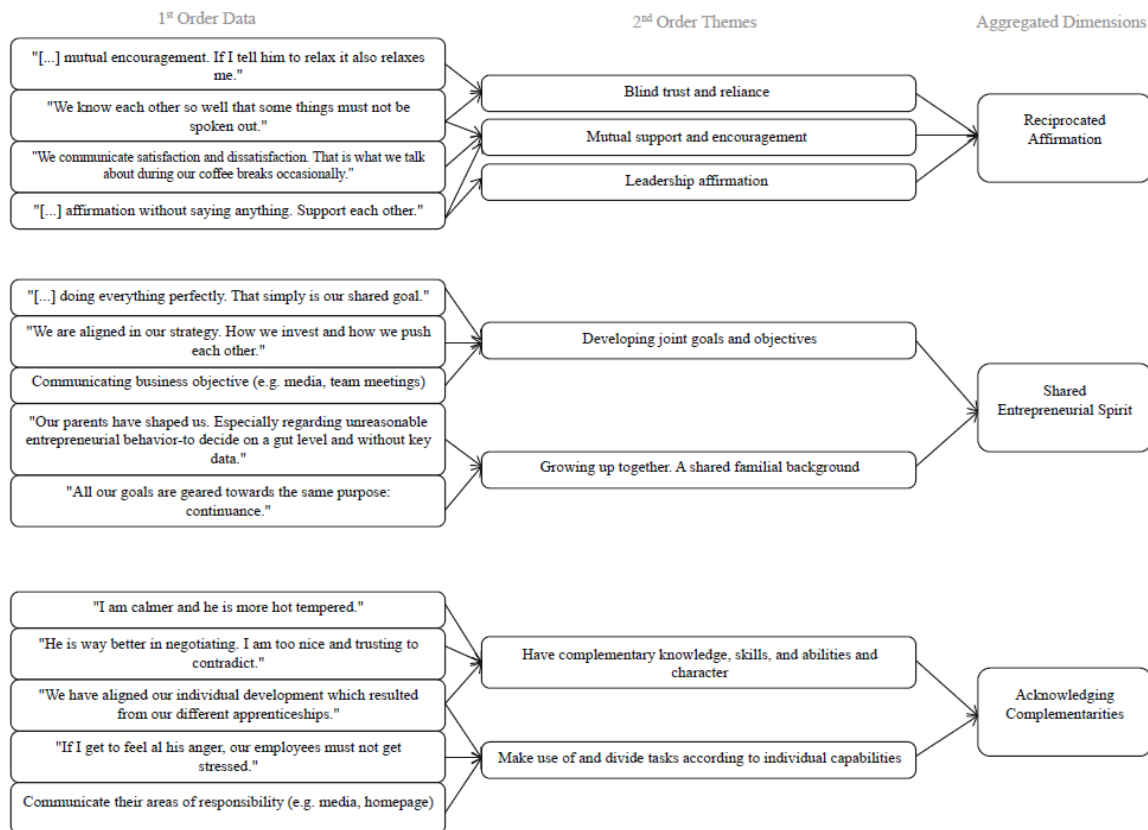 1st Order Data
2nd Order Themes
Aggregated Dimensions
"[...] mutual encouragement. If I tell him to relax it also relaxes
me."
"We know each other so well that some things must not be
spoken out."
"We communicate satisfaction and dissatisfaction. That is what we talk
about during our coffee breaks occasionally."
"[...] affirmation without saying anything. Support each other."
Blind trust and reliance
Mutual support and encouragement
Leadership affirmation
Reciprocated
Affirmation
"[...] doing everything perfectly. That simply is our shared goal."
"We are aligned in our strategy. How we invest and how we push
each other."
Communicating business objective (e.g. media, team meetings)
"Our parents have shaped us. Especially regarding unreasonable
entrepreneurial behavior-to decide on a gut level and without key
data."
"All our goals are geared towards the same purpose:
continuance."
Developing joint goals and objectives
Growing up together. A shared familial background
Shared
Entrepreneurial Spirit
"I am calmer and he is more hot tempered."
"He is way better in negotiating. I am too nice and trusting to
contradict."
"We have aligned our individual development which resulted
from our different apprenticeships."
"If I get to feel al his anger, our employees must not get
stressed."
Communicate their areas of responsibility (e.g. media, homepage)
Have complementary knowledge, skills, and abilities and
character
Make use of and divide tasks according to individual capabilities
Acknowledging
Complementarities